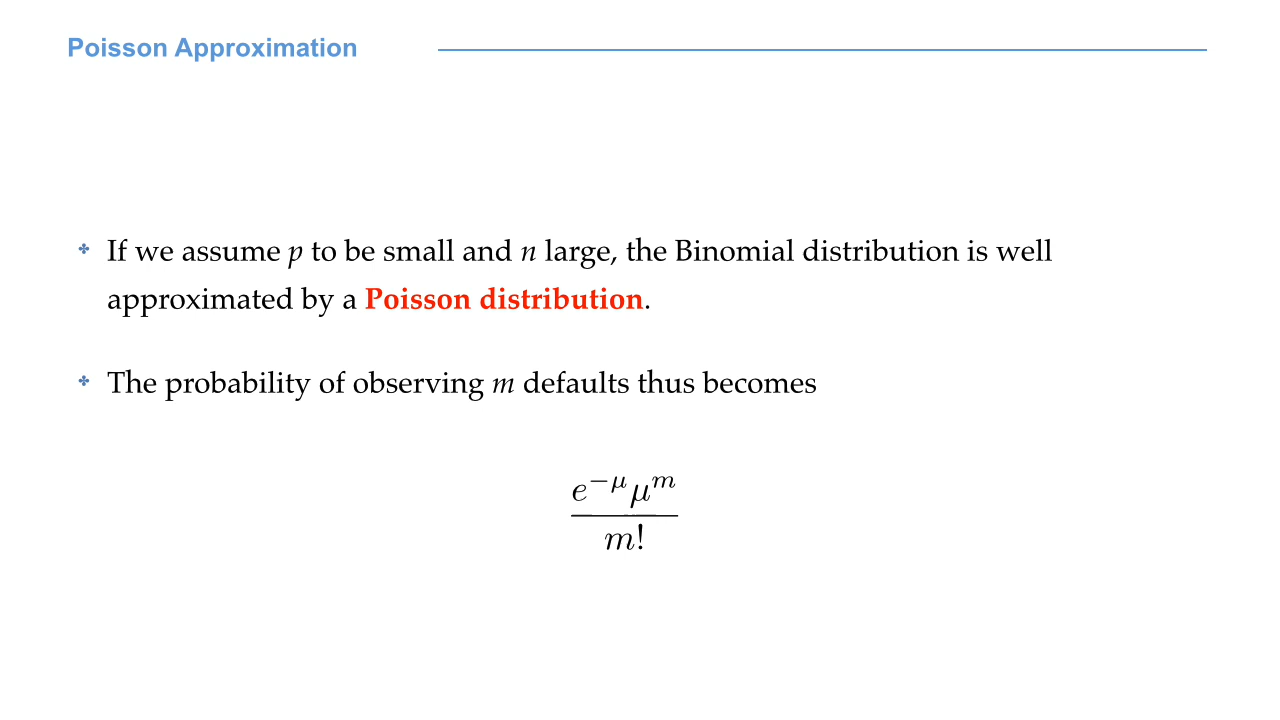 Poisson Approximation
✤ If we assume p to be small and n large, the Binomial distribution is well
approximated by a Poisson distribution.
✤ The probability of observing m defaults thus becomes
e^{-μ} μ^m
m!